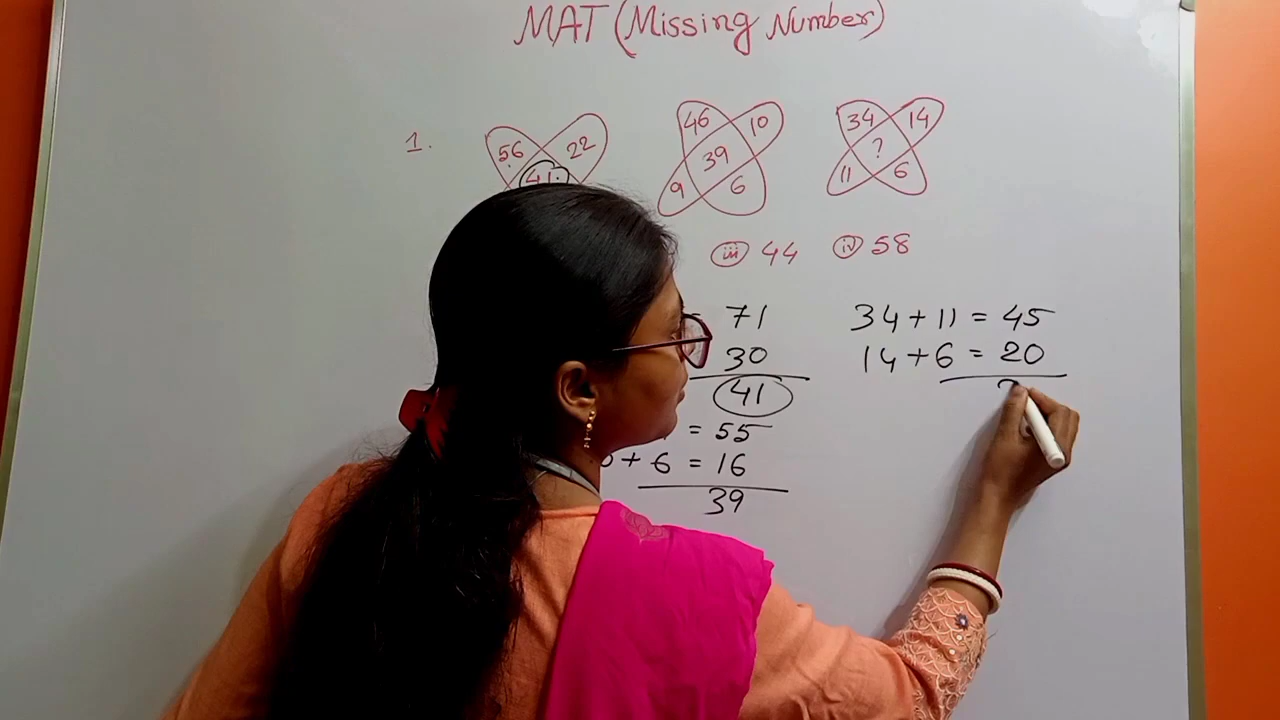 MAT (Missing Number)
1. 56 22 46 10 34 14
41 39 ?
9 6 11 6
iii 44 iv 58
= 71 34 + 11 = 45
30 14 + 6 = 20
41
= 55
+ 6 = 16
39